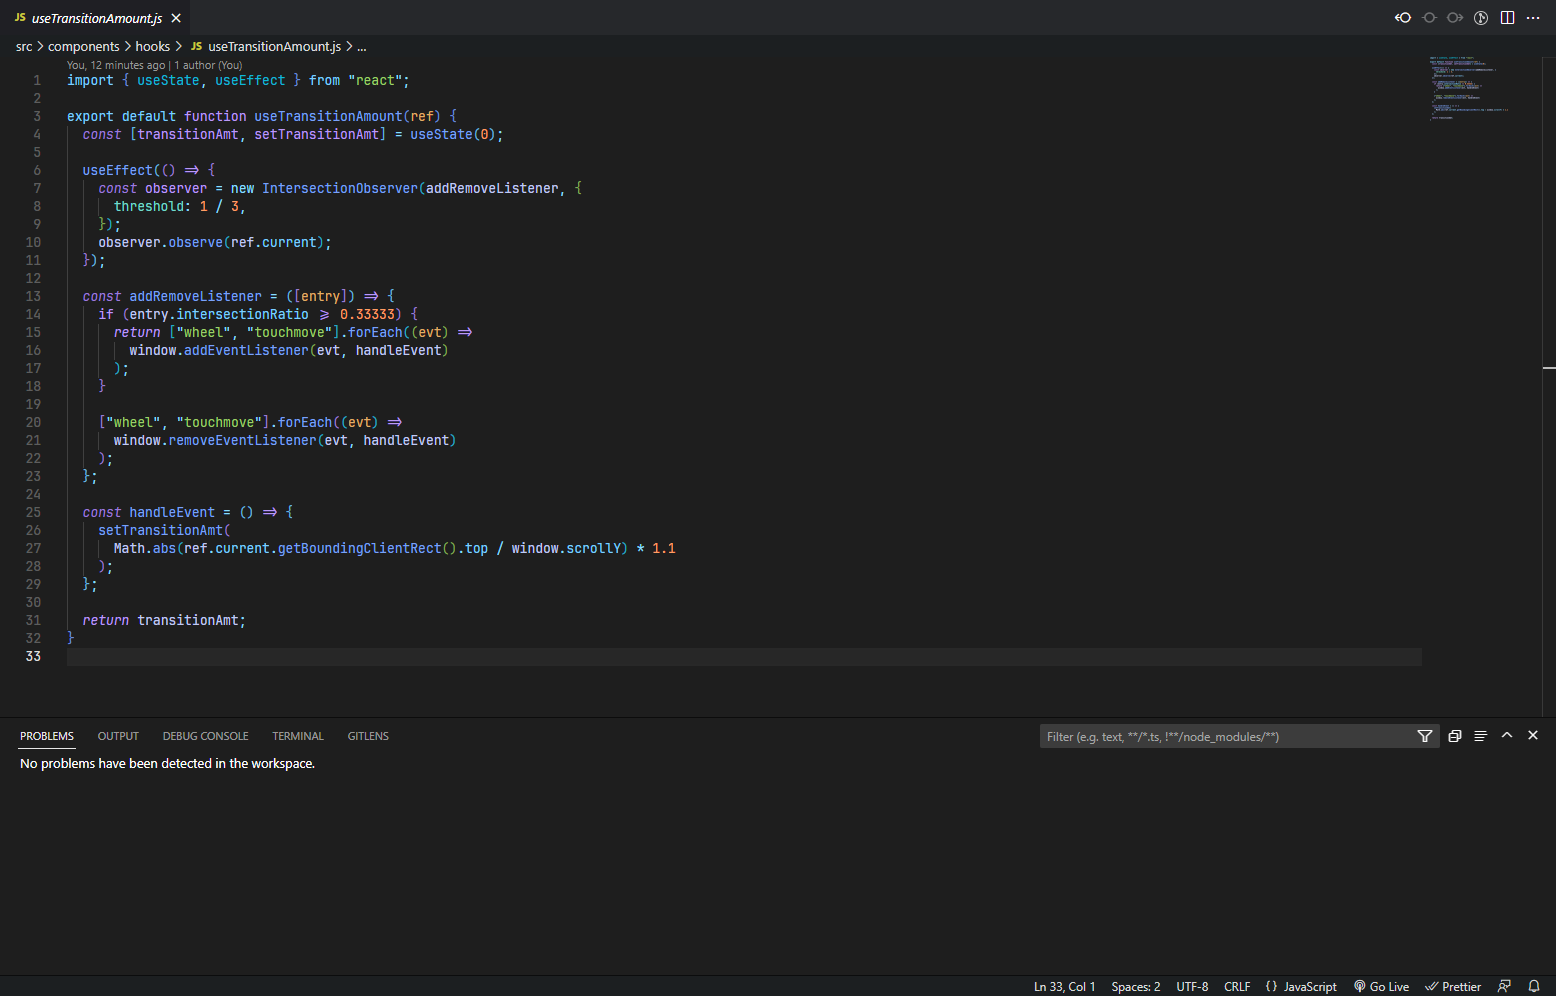 JS useTransitionAmount.js
src > components > hooks > JS useTransitionAmount.js > ...
You, 12 minutes ago | 1 author (You)
1 import { useState, useEffect } from "react";
2
3 export default function useTransitionAmount(ref) {
4 const [transitionAmt, setTransitionAmt] = useState(0);
5
6 useEffect(() => {
7 const observer = new IntersectionObserver(addRemoveListener, {
8 threshold: 1 / 3,
9 });
10 observer.observe(ref.current);
11 });
12
13 const addRemoveListener = ([entry]) => {
14 if (entry.intersectionRatio >= 0.33333) {
15 return ["wheel", "touchmove"].forEach((evt) =>
16 window.addEventListener(evt, handleEvent)
17 );
18 }
19
20 ["wheel", "touchmove"].forEach((evt) =>
21 window.removeEventListener(evt, handleEvent)
22 );
23 };
24
25 const handleEvent = () => {
26 setTransitionAmt(
27 Math.abs(ref.current.getBoundingClientRect().top / window.scrollY) * 1.1
28 );
29 };
30
31 return transitionAmt;
32 }
33
PROBLEMS OUTPUT DEBUG CONSOLE TERMINAL GITLENS Filter (e.g. text, **/*.ts, !**/node_modules/**)
No problems have been detected in the workspace.
Ln 33, Col 1 Spaces: 2 UTF-8 CRLF {} JavaScript Go Live Prettier